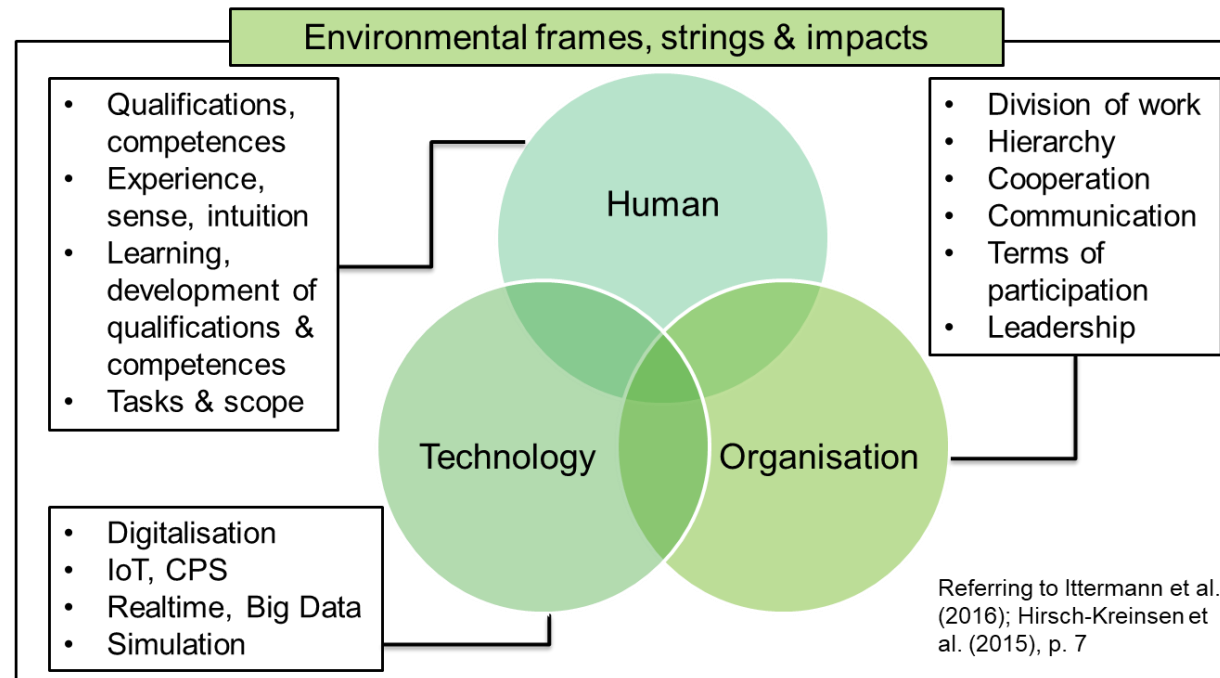 Environmental frames, strings & impacts
• Qualifications,
competences
• Experience,
sense, intuition
• Learning,
development of
qualifications &
competences
• Tasks & scope
Human
• Division of work
• Hierarchy
• Cooperation
• Communication
• Terms of
participation
• Leadership
Technology
Organisation
• Digitalisation
• IoT, CPS
• Realtime, Big Data
• Simulation
Referring to Ittermann et al.
(2016); Hirsch-Kreinsen et
al. (2015), p. 7